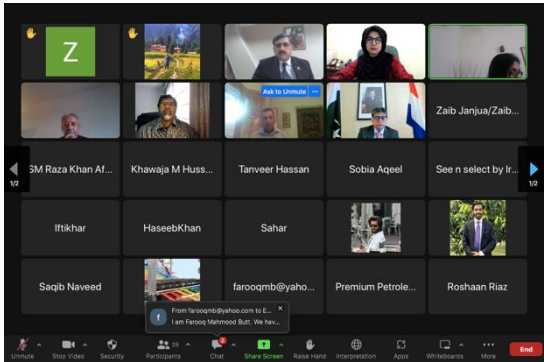 Z
Ask to Unmute ...
Zaib Janjua/Zaib...
SM Raza Khan Af...
Khawaja M Huss...
Tanveer Hassan
Sobia Aqeel
See n select by Ir...
1/2
1/2
Iftikhar
HaseebKhan
Sahar
Saqib Naveed
farooqmb@yaho...
Premium Petrole...
Roshaan Riaz
f
From farooqmb@yahoo.com to E...
I am Farooq Mahmood Butt. We hav...
Unmute
Stop Video
Security
39
Participants
2
Chat
Share Screen
Raise Hand
Interpretation
Apps
Whiteboards
More
End